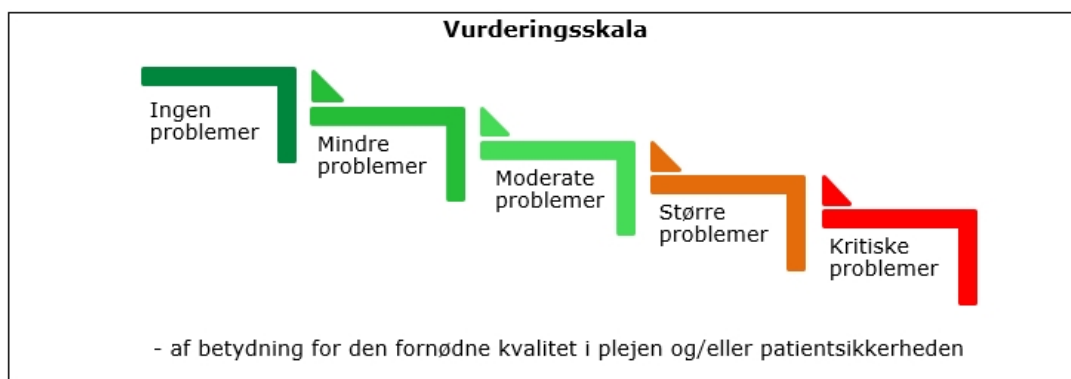 Vurderingsskala
Ingen
problemer
Mindre
problemer
Moderate
problemer
Større
problemer
Kritiske
problemer
- af betydning for den fornødne kvalitet i plejen og/eller patientsikkerheden